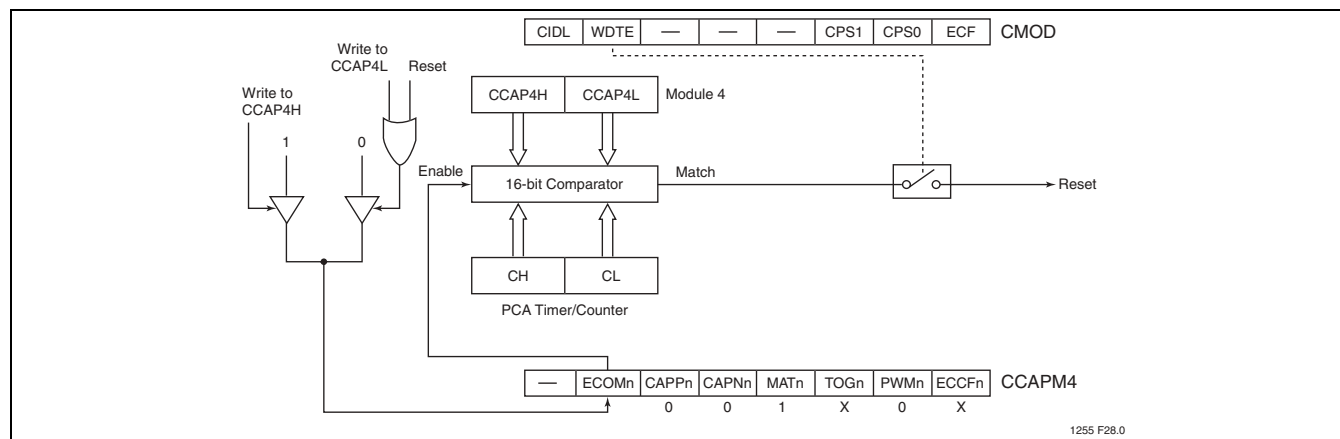 CIDL WDTE — — — CPS1 CPS0 ECF CMOD
Write to
CCAP4L Reset
Write to
CCAP4H
CCAP4H CCAP4L Module 4
1 0
Enable
16-bit Comparator
Match
Reset
CH CL
PCA Timer/Counter
— ECOMn CAPPn CAPNn MATn TOGn PWMn ECCFn CCAPM4
0 0 1 X 0 X
1255 F28.0